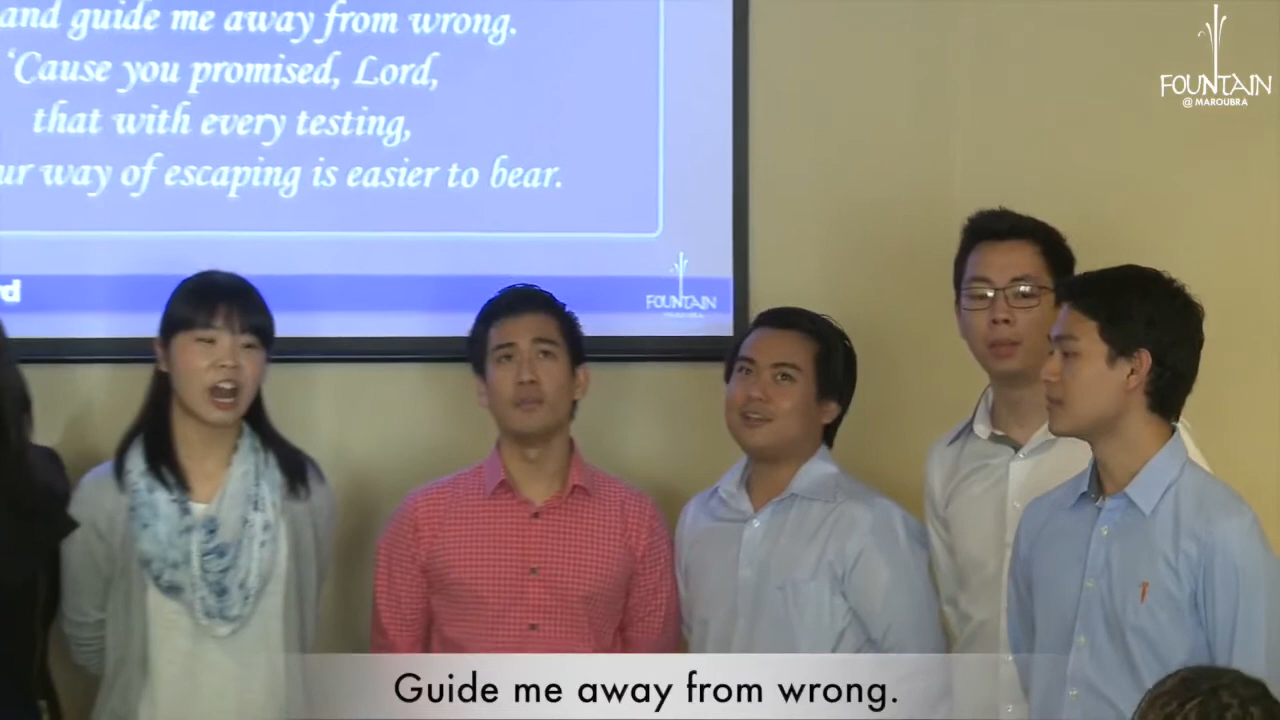 and guide me away from wrong.
‘Cause you promised, Lord,
that with every testing,
way of escaping is easier to bear.
FOUNTAIN
@ MAROUBRA
FOUNTAIN
Guide me away from wrong.